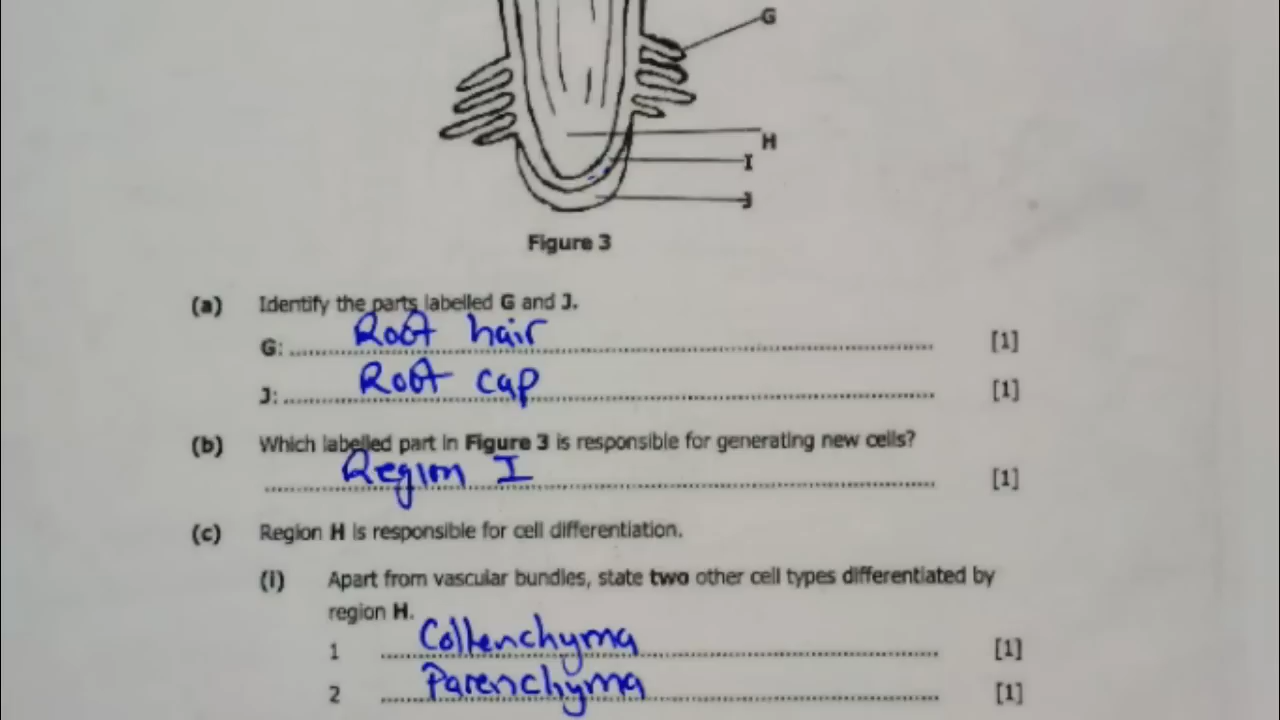 G
H
I
J
Figure 3
(a) Identify the parts labelled G and J.
G: Root hair [1]
J: Root cap [1]
(b) Which labelled part in Figure 3 is responsible for generating new cells?
Region I [1]
(c) Region H is responsible for cell differentiation.
(i) Apart from vascular bundles, state two other cell types differentiated by
region H.
1 Collenchyma [1]
2 Parenchyma [1]